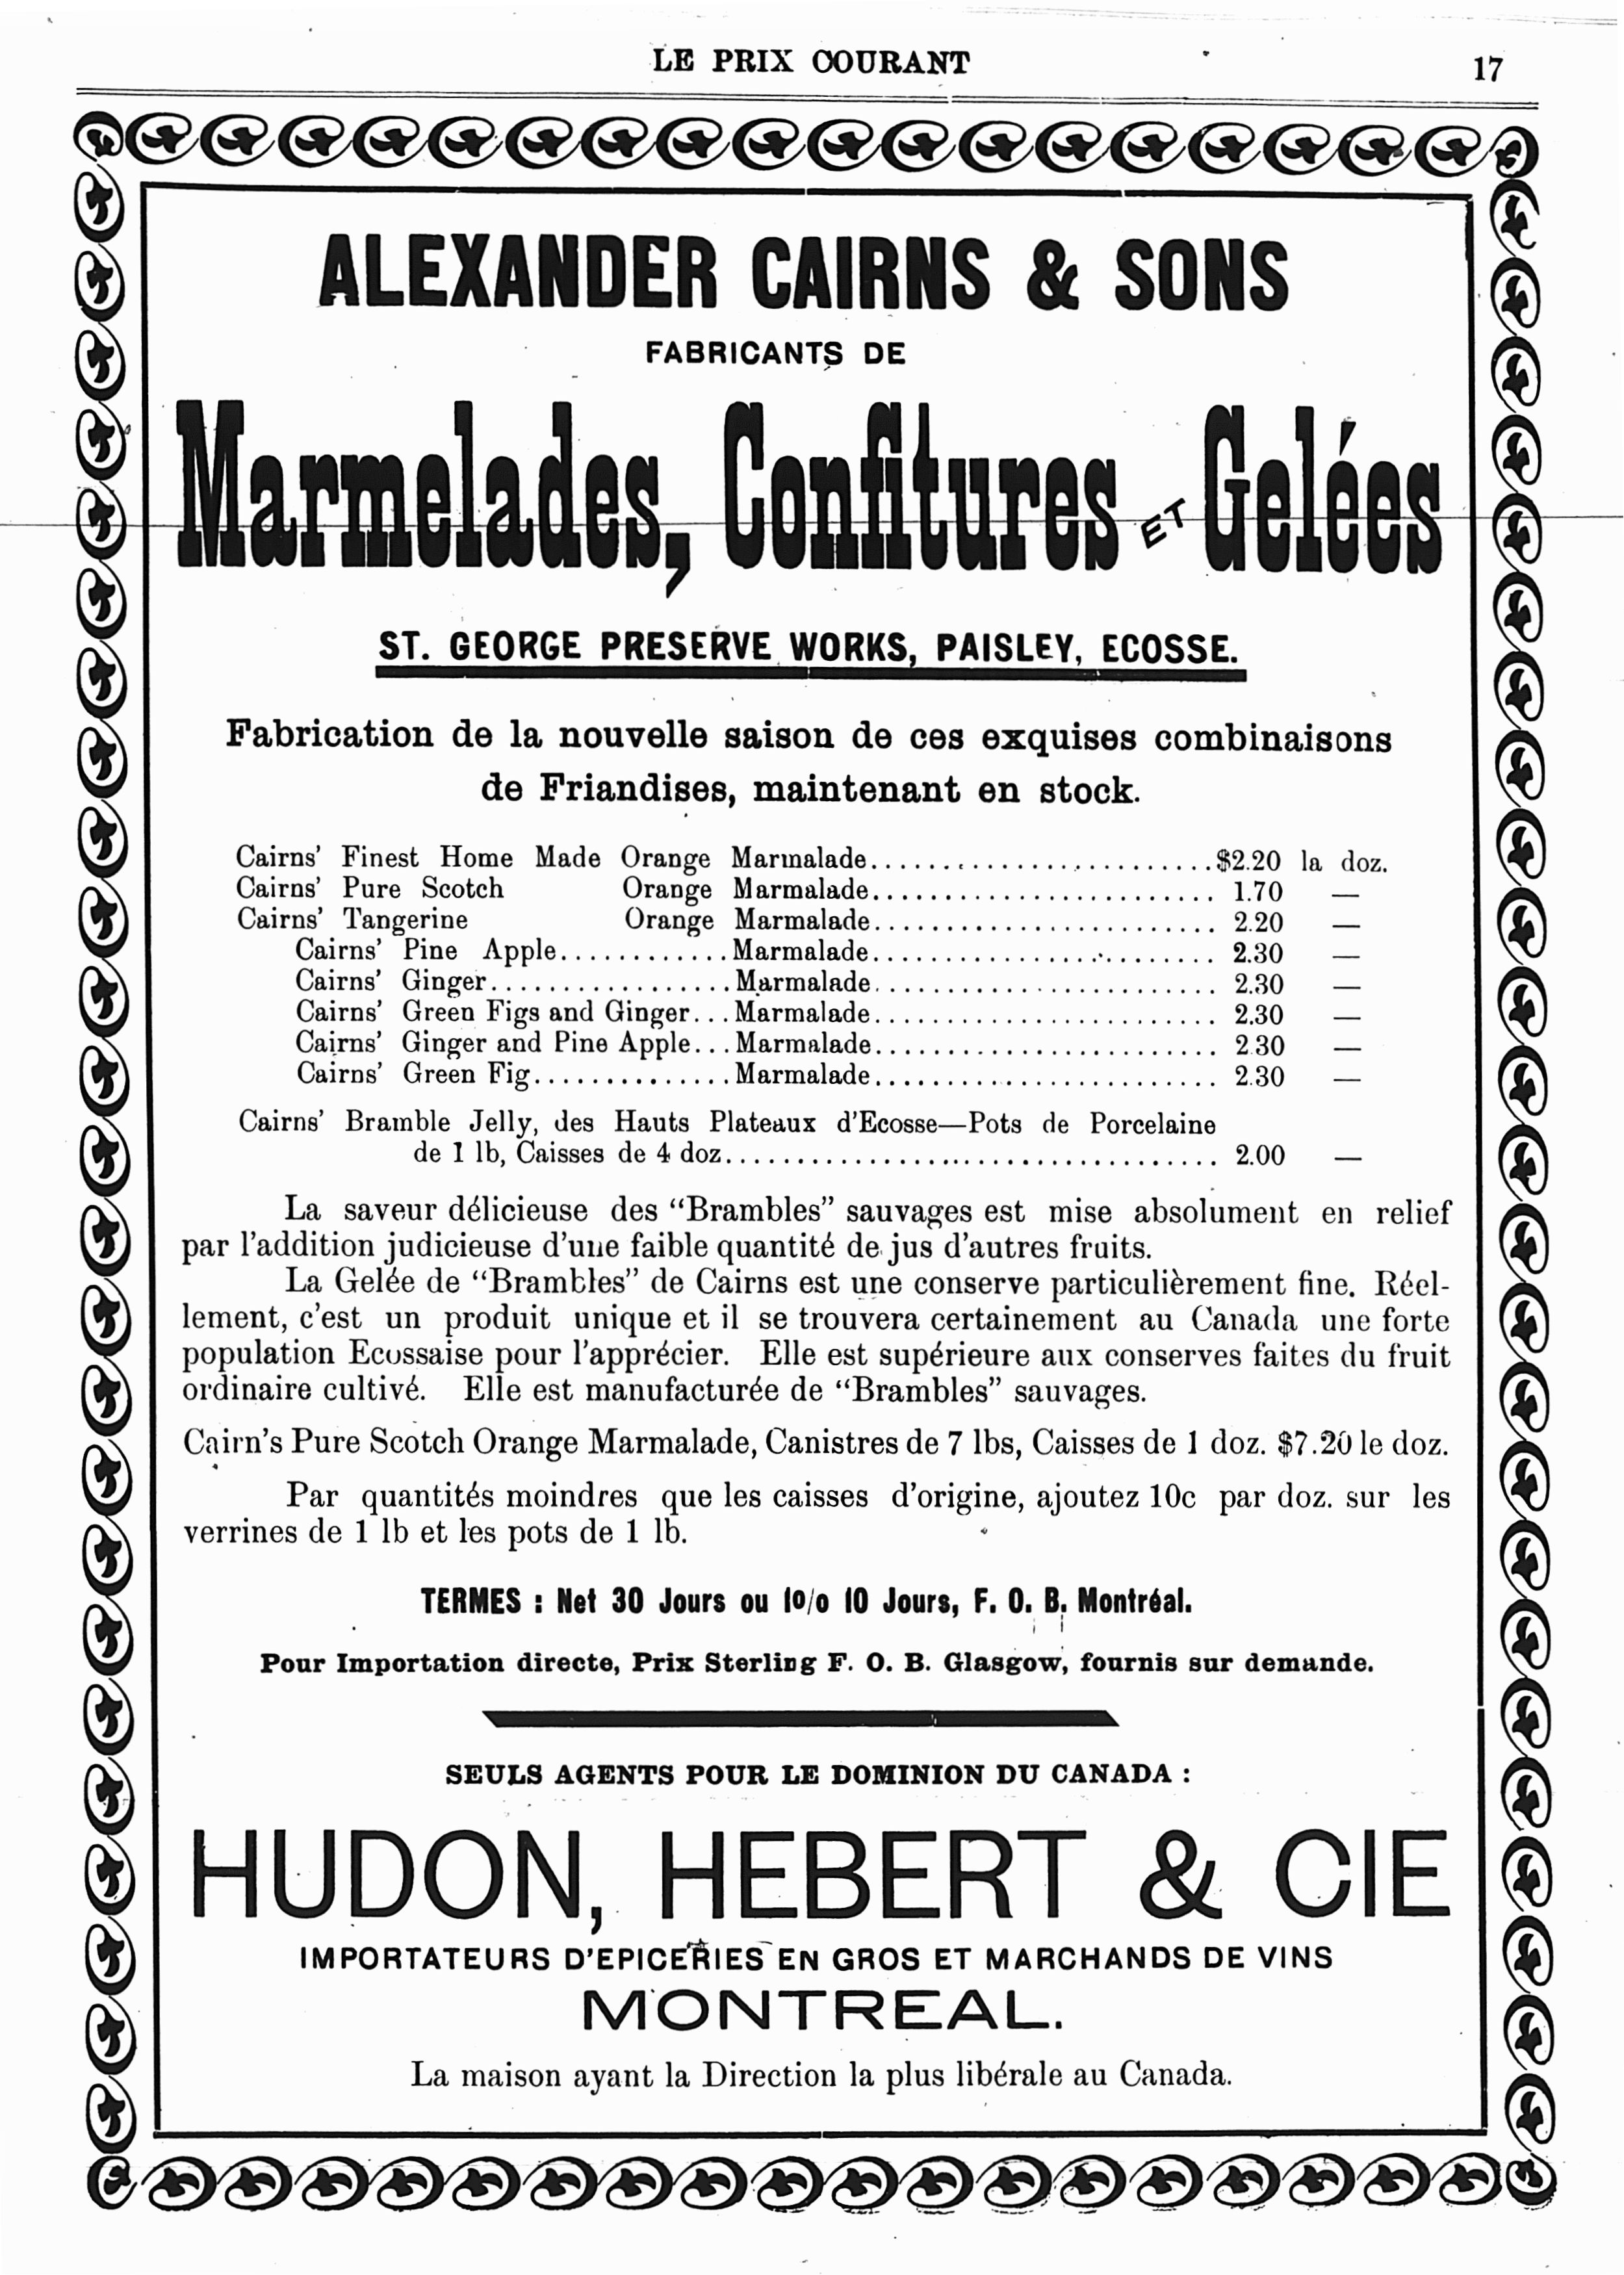 LE PRIX COURANT 17
ALEXANDER CAIRNS & SONS
FABRICANTS DE
Marmelades, Confitures ET Gelées
ST. GEORGE PRESERVE WORKS, PAISLEY, ECOSSE.
Fabrication de la nouvelle saison de ces exquises combinaisons
de Friandises, maintenant en stock.
Cairns' Finest Home Made Orange Marmalade........................$2.20 la doz.
Cairns' Pure Scotch Orange Marmalade........................ 1.70 —
Cairns' Tangerine Orange Marmalade........................ 2.20 —
Cairns' Pine Apple............Marmalade........................ 2.30 —
Cairns' Ginger.................Marmalade........................ 2.30 —
Cairns' Green Figs and Ginger...Marmalade........................ 2.30 —
Cairns' Ginger and Pine Apple...Marmalade........................ 2.30 —
Cairns' Green Fig..............Marmalade........................ 2.30 —
Cairns' Bramble Jelly, des Hauts Plateaux d'Ecosse—Pots de Porcelaine
de 1 lb, Caisses de 4 doz................................... 2.00 —
La saveur délicieuse des "Brambles" sauvages est mise absolument en relief
par l'addition judicieuse d'une faible quantité de jus d'autres fruits.
La Gelée de "Brambles" de Cairns est une conserve particulièrement fine. Réel-
lement, c'est un produit unique et il se trouvera certainement au Canada une forte
population Ecossaise pour l'apprécier. Elle est supérieure aux conserves faites du fruit
ordinaire cultivé. Elle est manufacturée de "Brambles" sauvages.
Cairn's Pure Scotch Orange Marmalade, Canistres de 7 lbs, Caisses de 1 doz. $7.20 le doz.
Par quantités moindres que les caisses d'origine, ajoutez 10c par doz. sur les
verrines de 1 lb et les pots de 1 lb.
TERMES : Net 30 Jours ou 1o/o 10 Jours, F. O. B. Montréal.
Pour Importation directe, Prix Sterling F. O. B. Glasgow, fournis sur demande.
SEULS AGENTS POUR LE DOMINION DU CANADA :
HUDON, HEBERT & CIE
IMPORTATEURS D'EPICERIES EN GROS ET MARCHANDS DE VINS
MONTREAL.
La maison ayant la Direction la plus libérale au Canada.